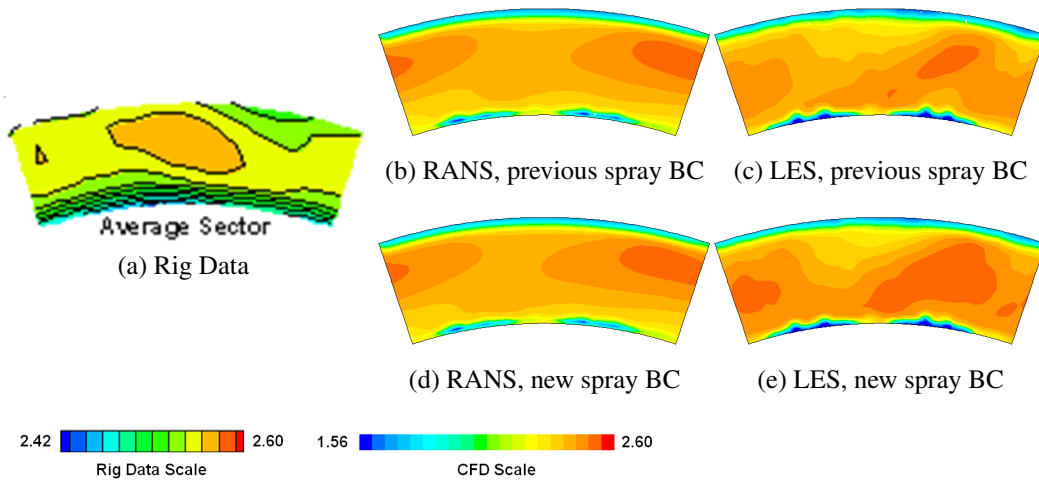 Average Sector
(a) Rig Data
(b) RANS, previous spray BC
(c) LES, previous spray BC
(d) RANS, new spray BC
(e) LES, new spray BC
2.42
2.60
Rig Data Scale
1.56
2.60
CFD Scale